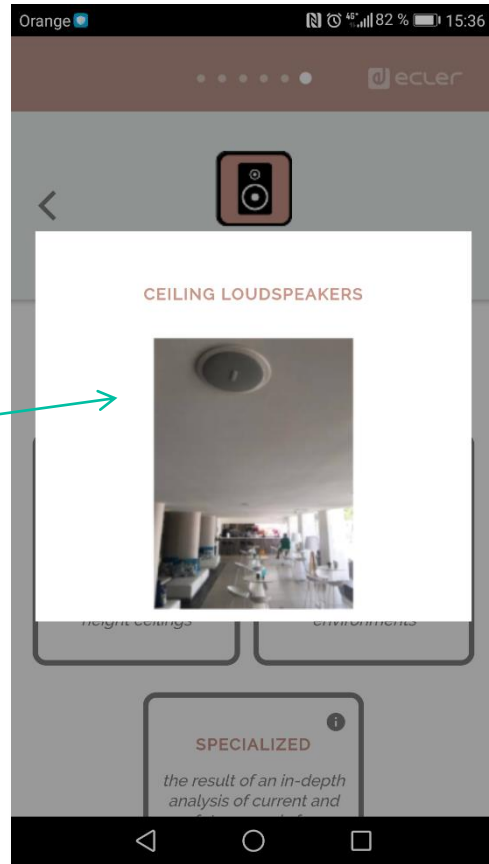 Orange 82 % 15:36
ecler
CEILING LOUDSPEAKERS
height ceilings
environments
SPECIALIZED
the result of an in-depth
analysis of current and